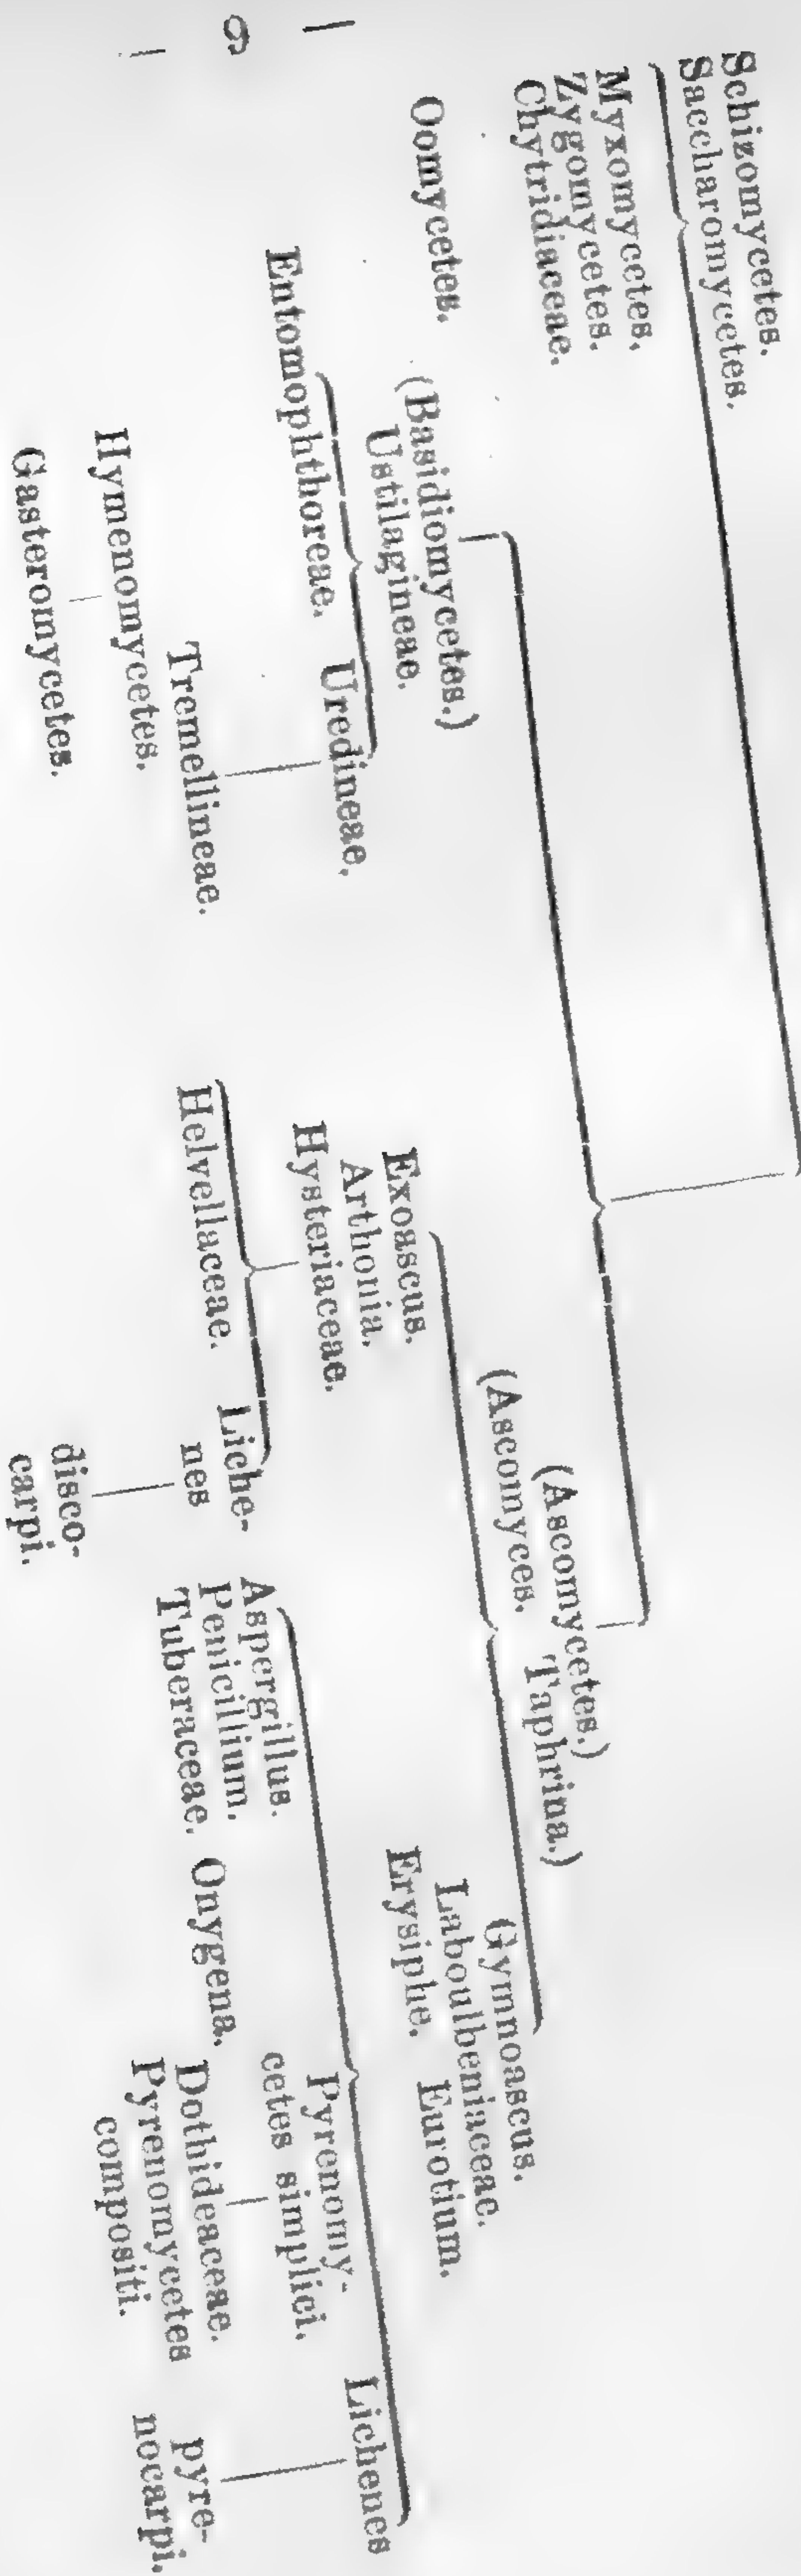 — 9 —
Schizomycetes.
Saccharomycetes.
Myxomycetes.
Zygomycetes.
Chytridiaceae.
Oomycetes.
(Basidiomycetes.)
Ustilagineae.
Entomophthoreae. Uredineae.
Tremellineae.
Hymenomycetes.
Gasteromycetes.
(Ascomycetes.)
(Ascomyces. Taphrina.)
Exoascus.
Arthonia.
Hysteriaceae.
Helvellaceae. Liche-
nes
disco-
carpi.
Gymnoascus.
Laboulbeniaceae.
Erysiphe. Eurotium.
Aspergillus.
Penicillium.
Tuberaceae. Onygena.
Pyrenomy-
cetes simplici.
Dothideaceae.
Pyrenomycetes
compositi.
Lichenes
pyre-
nocarpi.